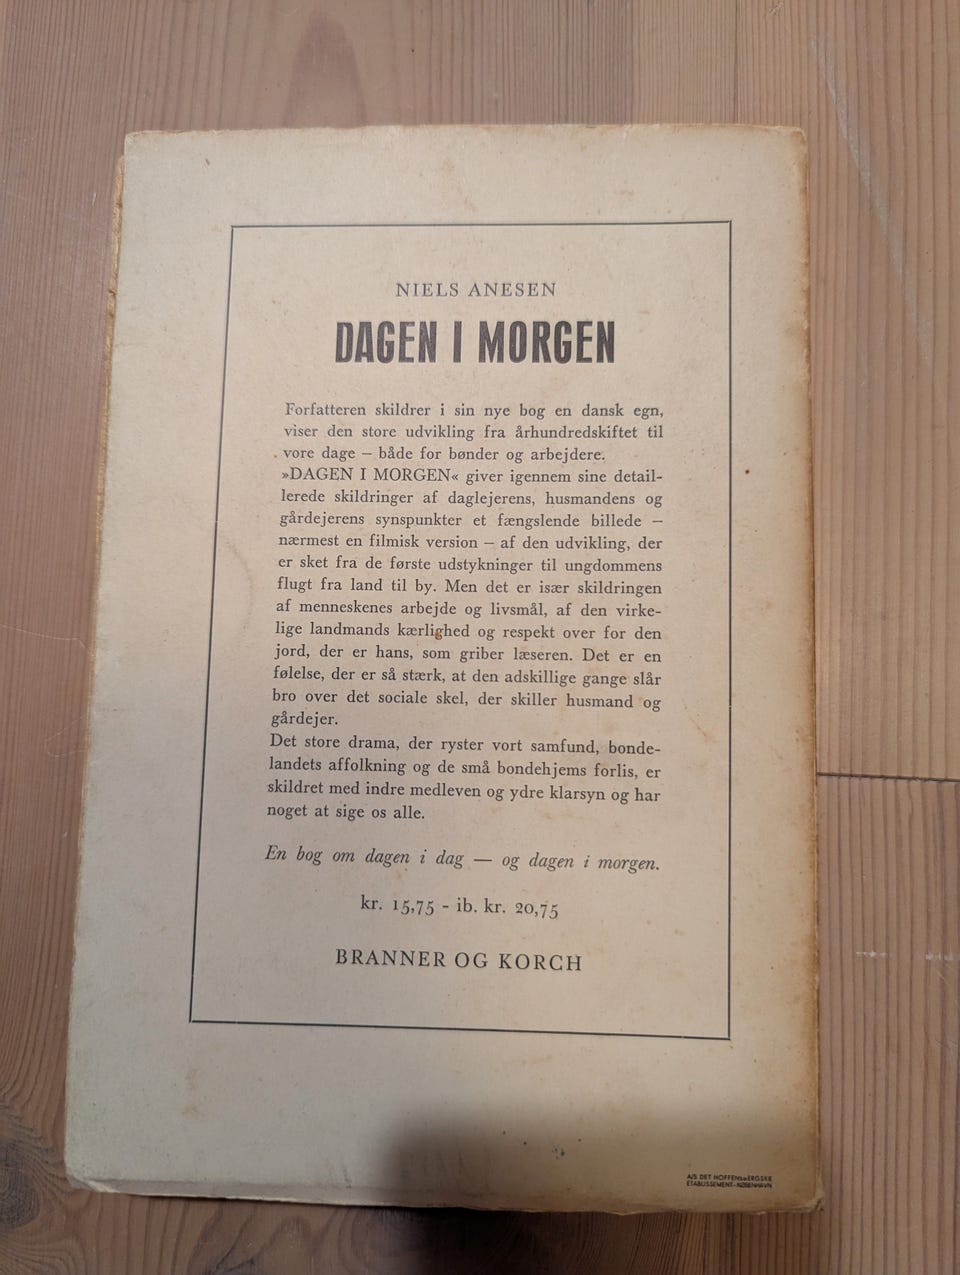 NIELS ANESEN
DAGEN I MORGEN
Forfatteren skildrer i sin nye bog en dansk egn,
viser den store udvikling fra århundredskiftet til
vore dage – både for bønder og arbejdere.
»DAGEN I MORGEN« giver igennem sine detail-
lerede skildringer af daglejerens, husmandens og
gårdejerens synspunkter et fængslende billede –
nærmest en filmisk version – af den udvikling, der
er sket fra de første udstykninger til ungdommens
flugt fra land til by. Men det er især skildringen
af menneskenes arbejde og livsmål, af den virke-
lige landmands kærlighed og respekt over for den
jord, der er hans, som griber læseren. Det er en
følelse, der er så stærk, at den adskillige gange slår
bro over det sociale skel, der skiller husmand og
gårdejer.
Det store drama, der ryster vort samfund, bonde-
landets affolkning og de små bondehjems forlis, er
skildret med indre medleven og ydre klarsyn og har
noget at sige os alle.
En bog om dagen i dag — og dagen i morgen.
kr. 15,75 - ib. kr. 20,75
BRANNER OG KORCH
A/S DET HOFFENSBERGSKE
ETABLISSEMENT-KØBENHAVN